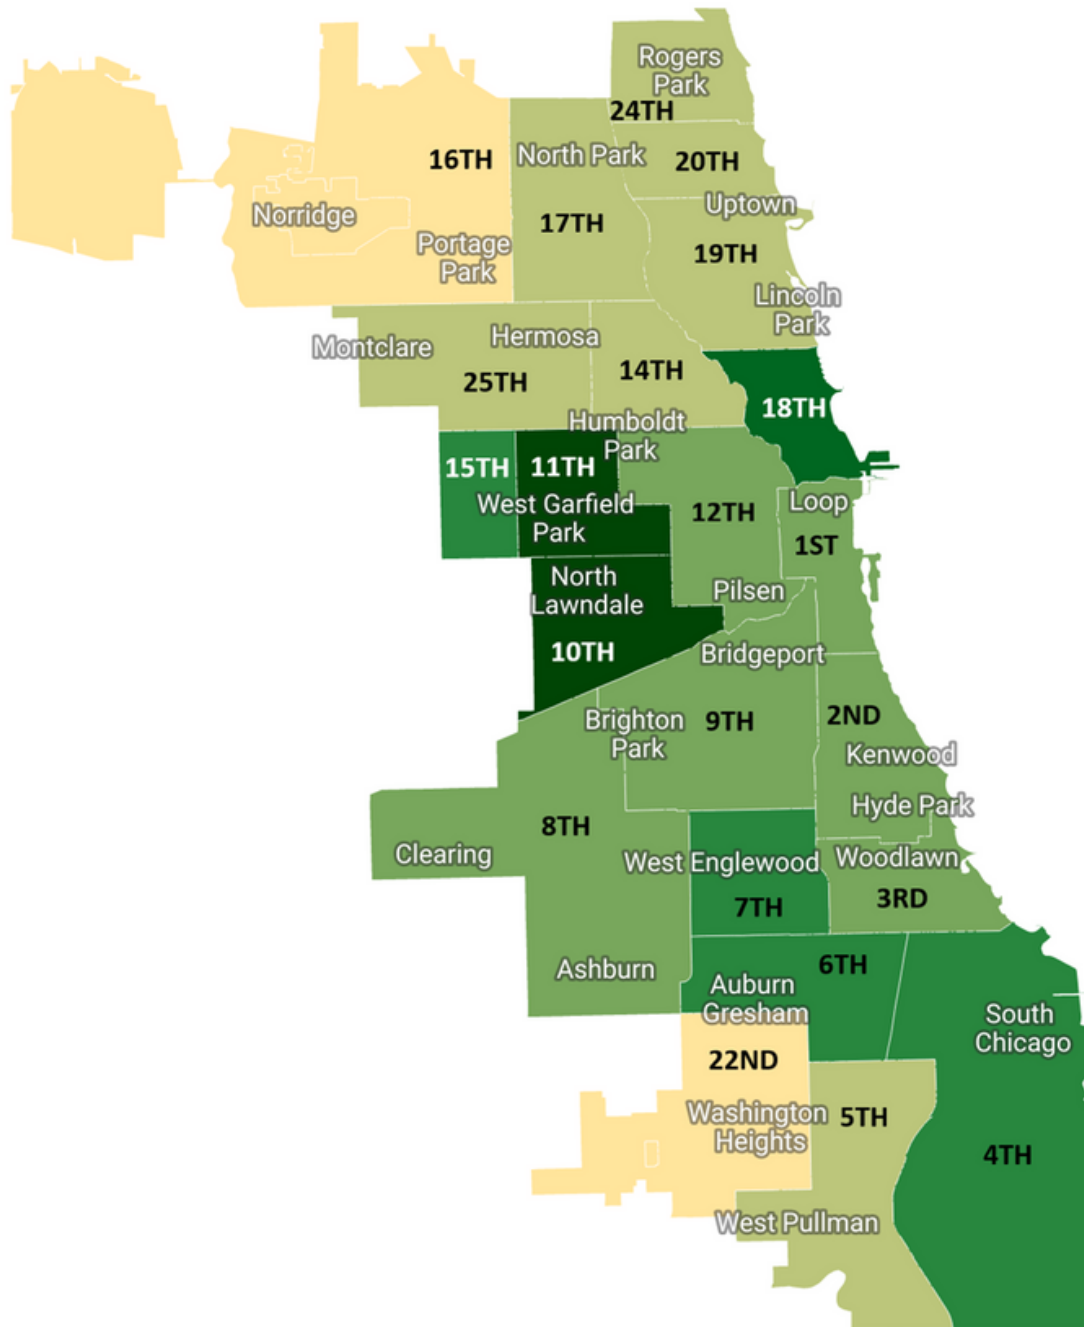 Rogers
Park
24TH
16TH
North Park
20TH
Norridge
17TH
Uptown
Portage
Park
19TH
Lincoln
Park
Montclare
Hermosa
25TH
14TH
18TH
Humboldt
Park
15TH
11TH
West Garfield
Park
12TH
Loop
1ST
North
Lawndale
Pilsen
10TH
Bridgeport
Brighton
Park
9TH
2ND
Kenwood
Hyde Park
8TH
Clearing
West Englewood
Woodlawn
7TH
3RD
Ashburn
6TH
Auburn
Gresham
South
Chicago
22ND
Washington
Heights
5TH
4TH
West Pullman